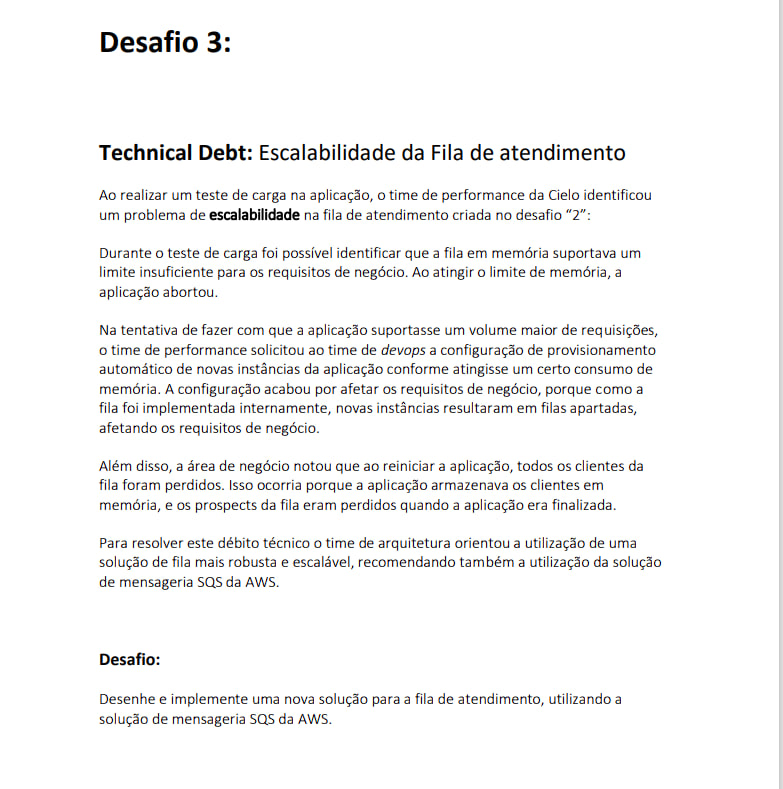 Desafio 3:
Technical Debt: Escalabilidade da Fila de atendimento
Ao realizar um teste de carga na aplicação, o time de performance da Cielo identificou
um problema de escalabilidade na fila de atendimento criada no desafio “2”:
Durante o teste de carga foi possível identificar que a fila em memória suportava um
limite insuficiente para os requisitos de negócio. Ao atingir o limite de memória, a
aplicação abortou.
Na tentativa de fazer com que a aplicação suportasse um volume maior de requisições,
o time de performance solicitou ao time de devops a configuração de provisionamento
automático de novas instâncias da aplicação conforme atingisse um certo consumo de
memória. A configuração acabou por afetar os requisitos de negócio, porque como a
fila foi implementada internamente, novas instâncias resultaram em filas apartadas,
afetando os requisitos de negócio.
Além disso, a área de negócio notou que ao reiniciar a aplicação, todos os clientes da
fila foram perdidos. Isso ocorria porque a aplicação armazenava os clientes em
memória, e os prospects da fila eram perdidos quando a aplicação era finalizada.
Para resolver este débito técnico o time de arquitetura orientou a utilização de uma
solução de fila mais robusta e escalável, recomendando também a utilização da solução
de mensageria SQS da AWS.
Desafio:
Desenhe e implemente uma nova solução para a fila de atendimento, utilizando a
solução de mensageria SQS da AWS.